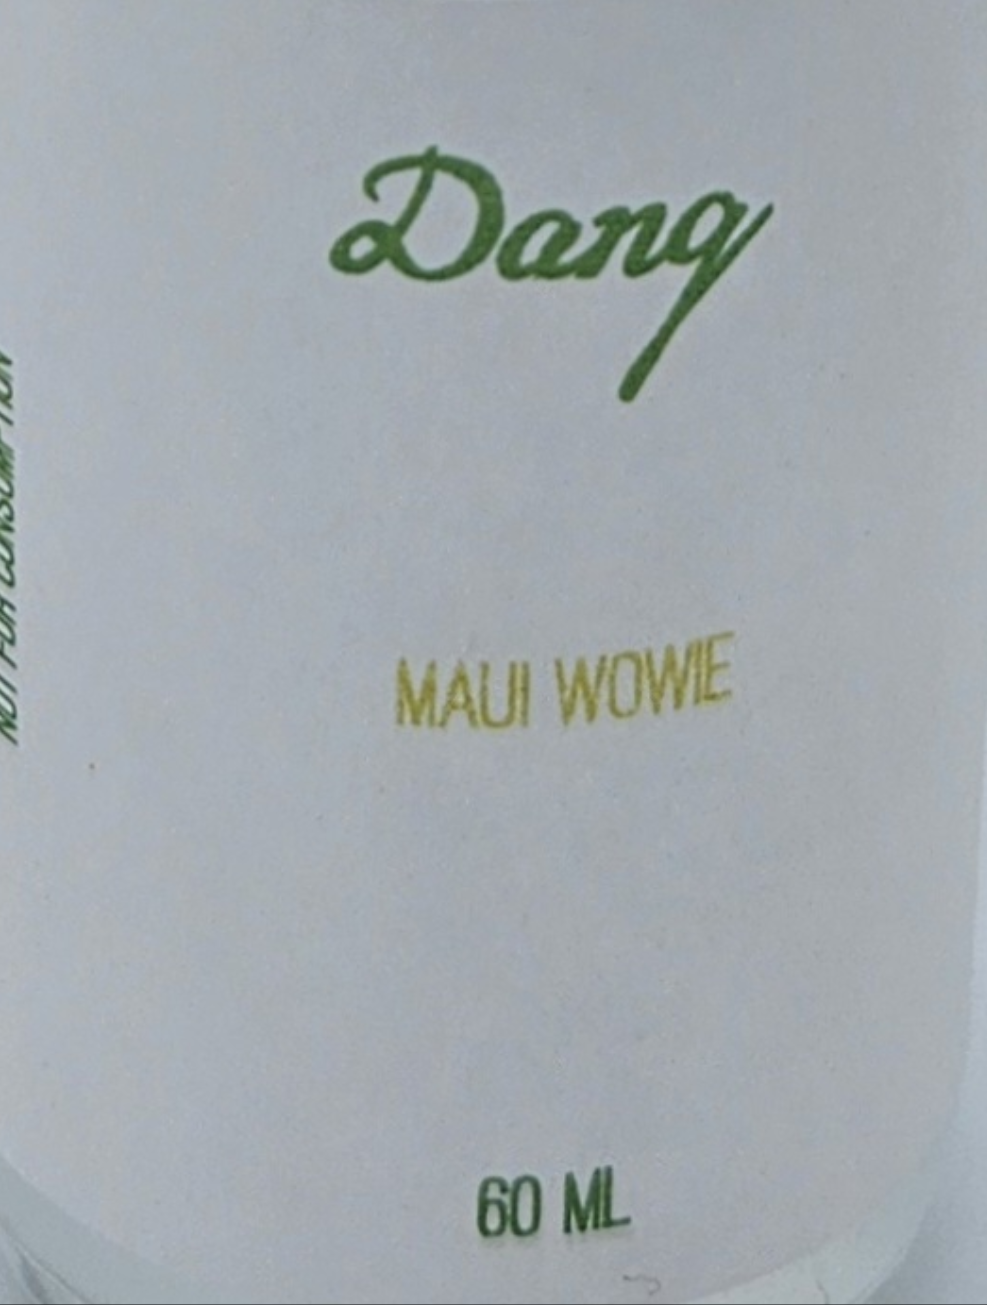 Dang
NOT FOR CONSUMPTION
MAUI WOWIE
60 ML